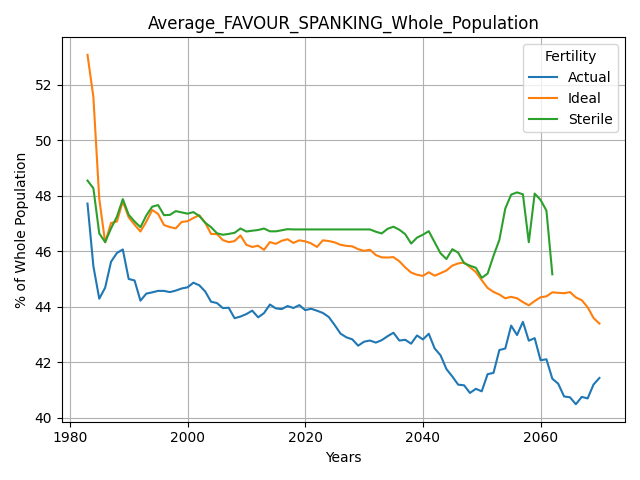 Average_FAVOUR_SPANKING_Whole_Population
Fertility
Actual
Ideal
Sterile
% of Whole Population
52
50
48
46
44
42
40
1980
2000
2020
2040
2060
Years